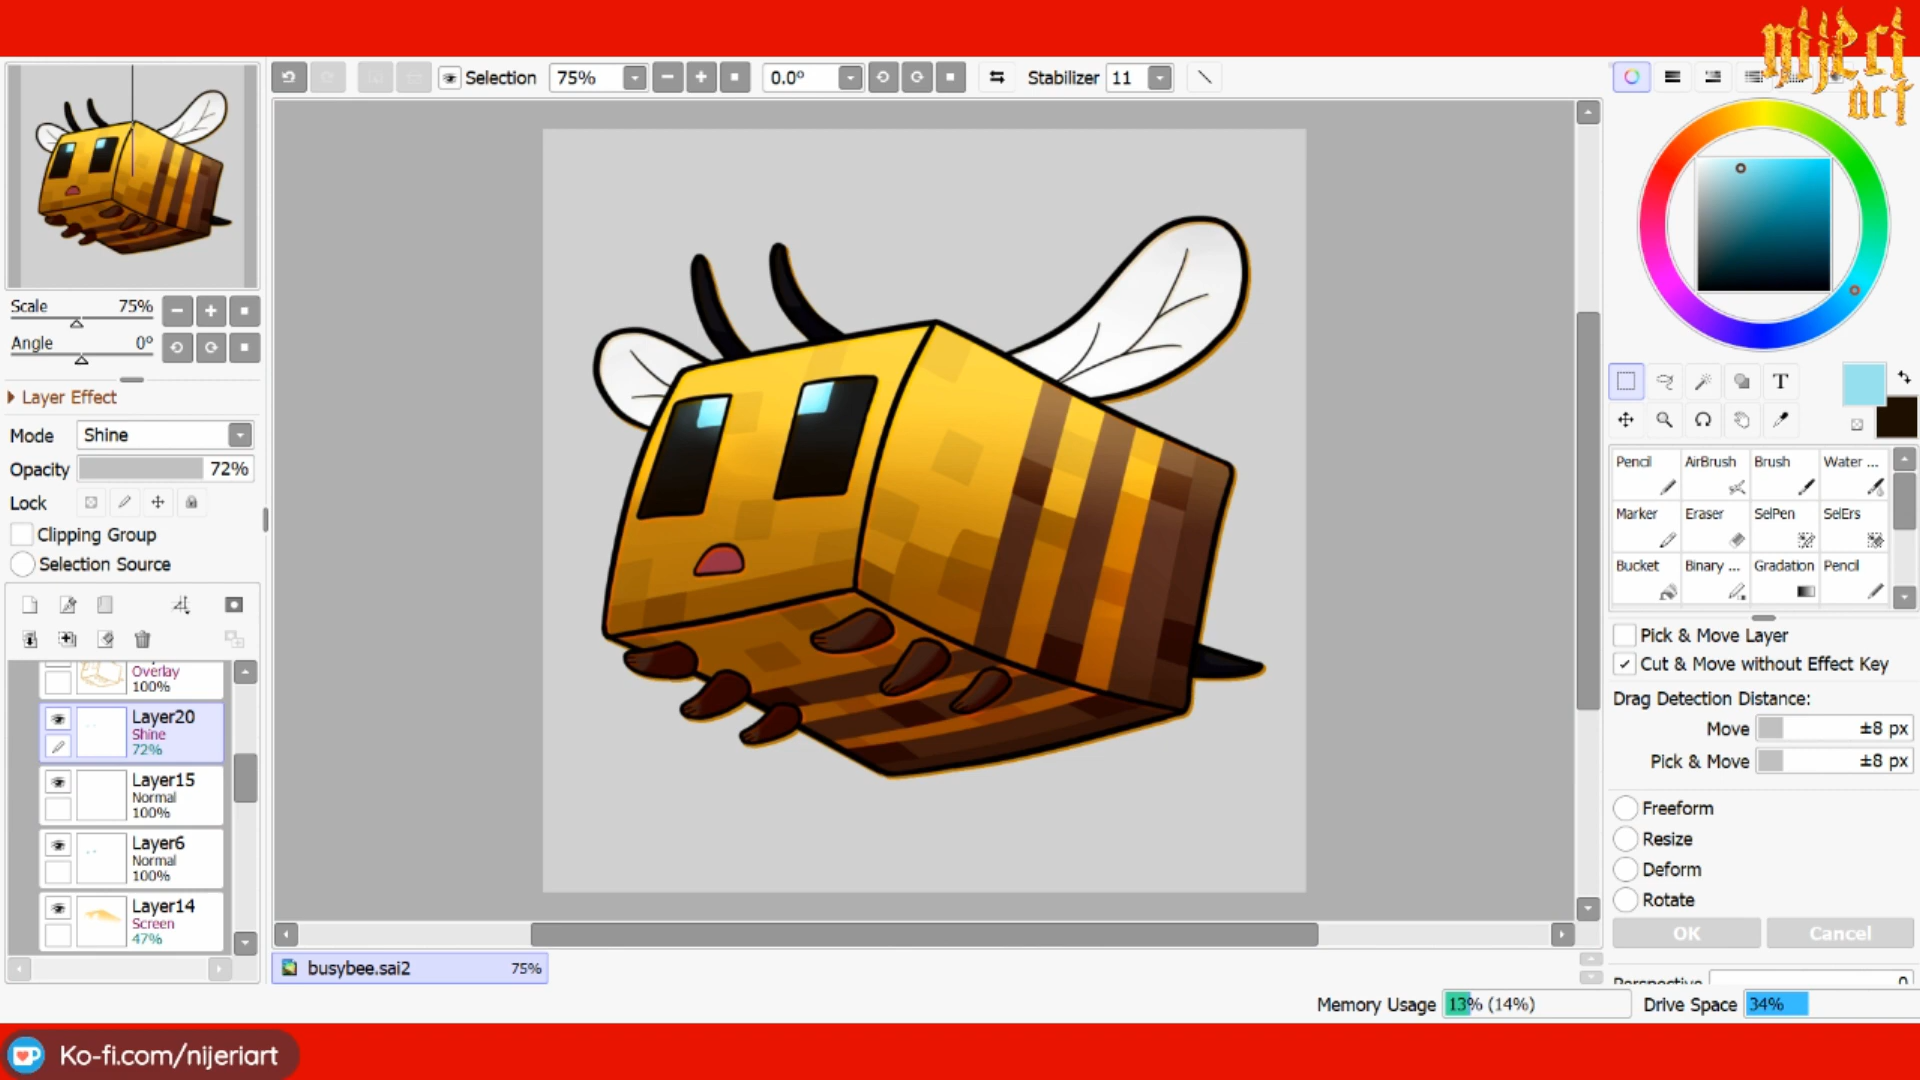 nijeri
art
Selection
75%
0.0°
Stabilizer 11
Scale 75%
Angle 0°
Layer Effect
Mode Shine
Opacity 72%
Lock
Clipping Group
Selection Source
Overlay
100%
Layer20
Shine
72%
Layer15
Normal
100%
Layer6
Normal
100%
Layer14
Screen
47%
busybee.sai2 75%
T
Pencil AirBrush Brush Water ...
Marker Eraser SelPen SelErs
Bucket Binary ... Gradation Pencil
Pick & Move Layer
Cut & Move without Effect Key
Drag Detection Distance:
Move ±8 px
Pick & Move ±8 px
Freeform
Resize
Deform
Rotate
OK Cancel
Perspective 0
Memory Usage 13% (14%) Drive Space 34%
Ko-fi.com/nijeriart